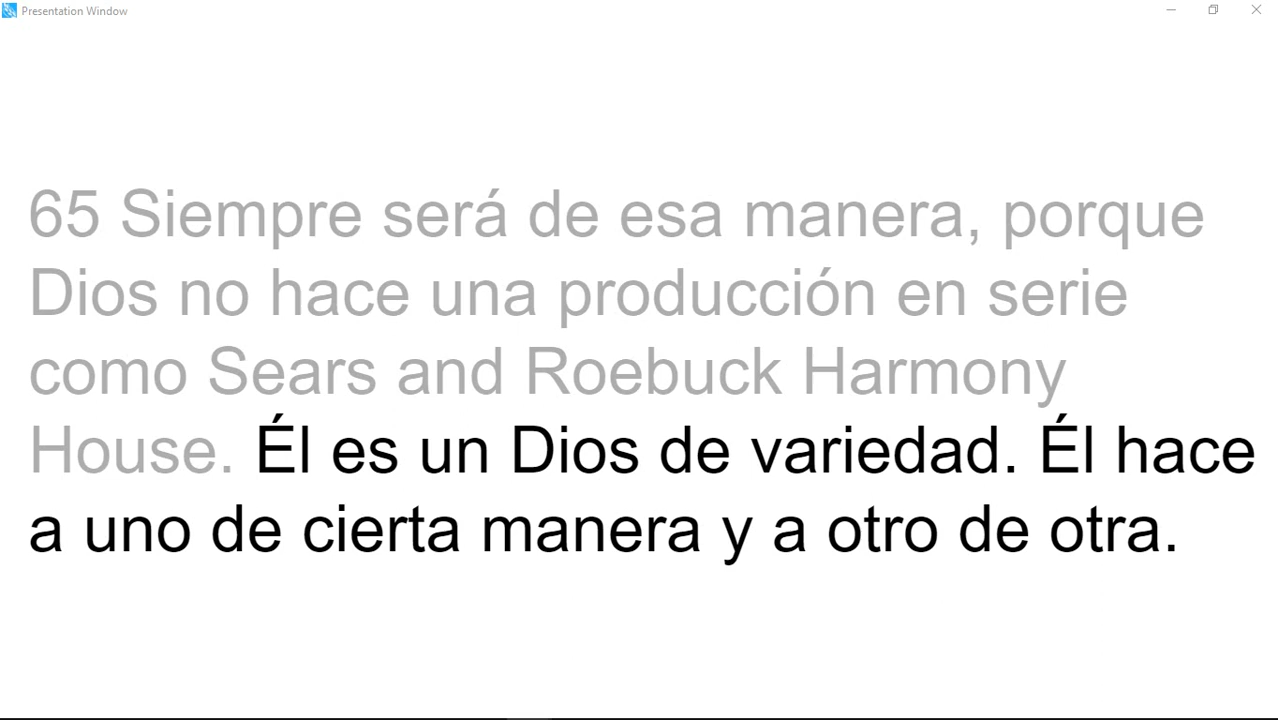 Presentation Window
65 Siempre será de esa manera, porque
Dios no hace una producción en serie
como Sears and Roebuck Harmony
House. Él es un Dios de variedad. Él hace
a uno de cierta manera y a otro de otra.